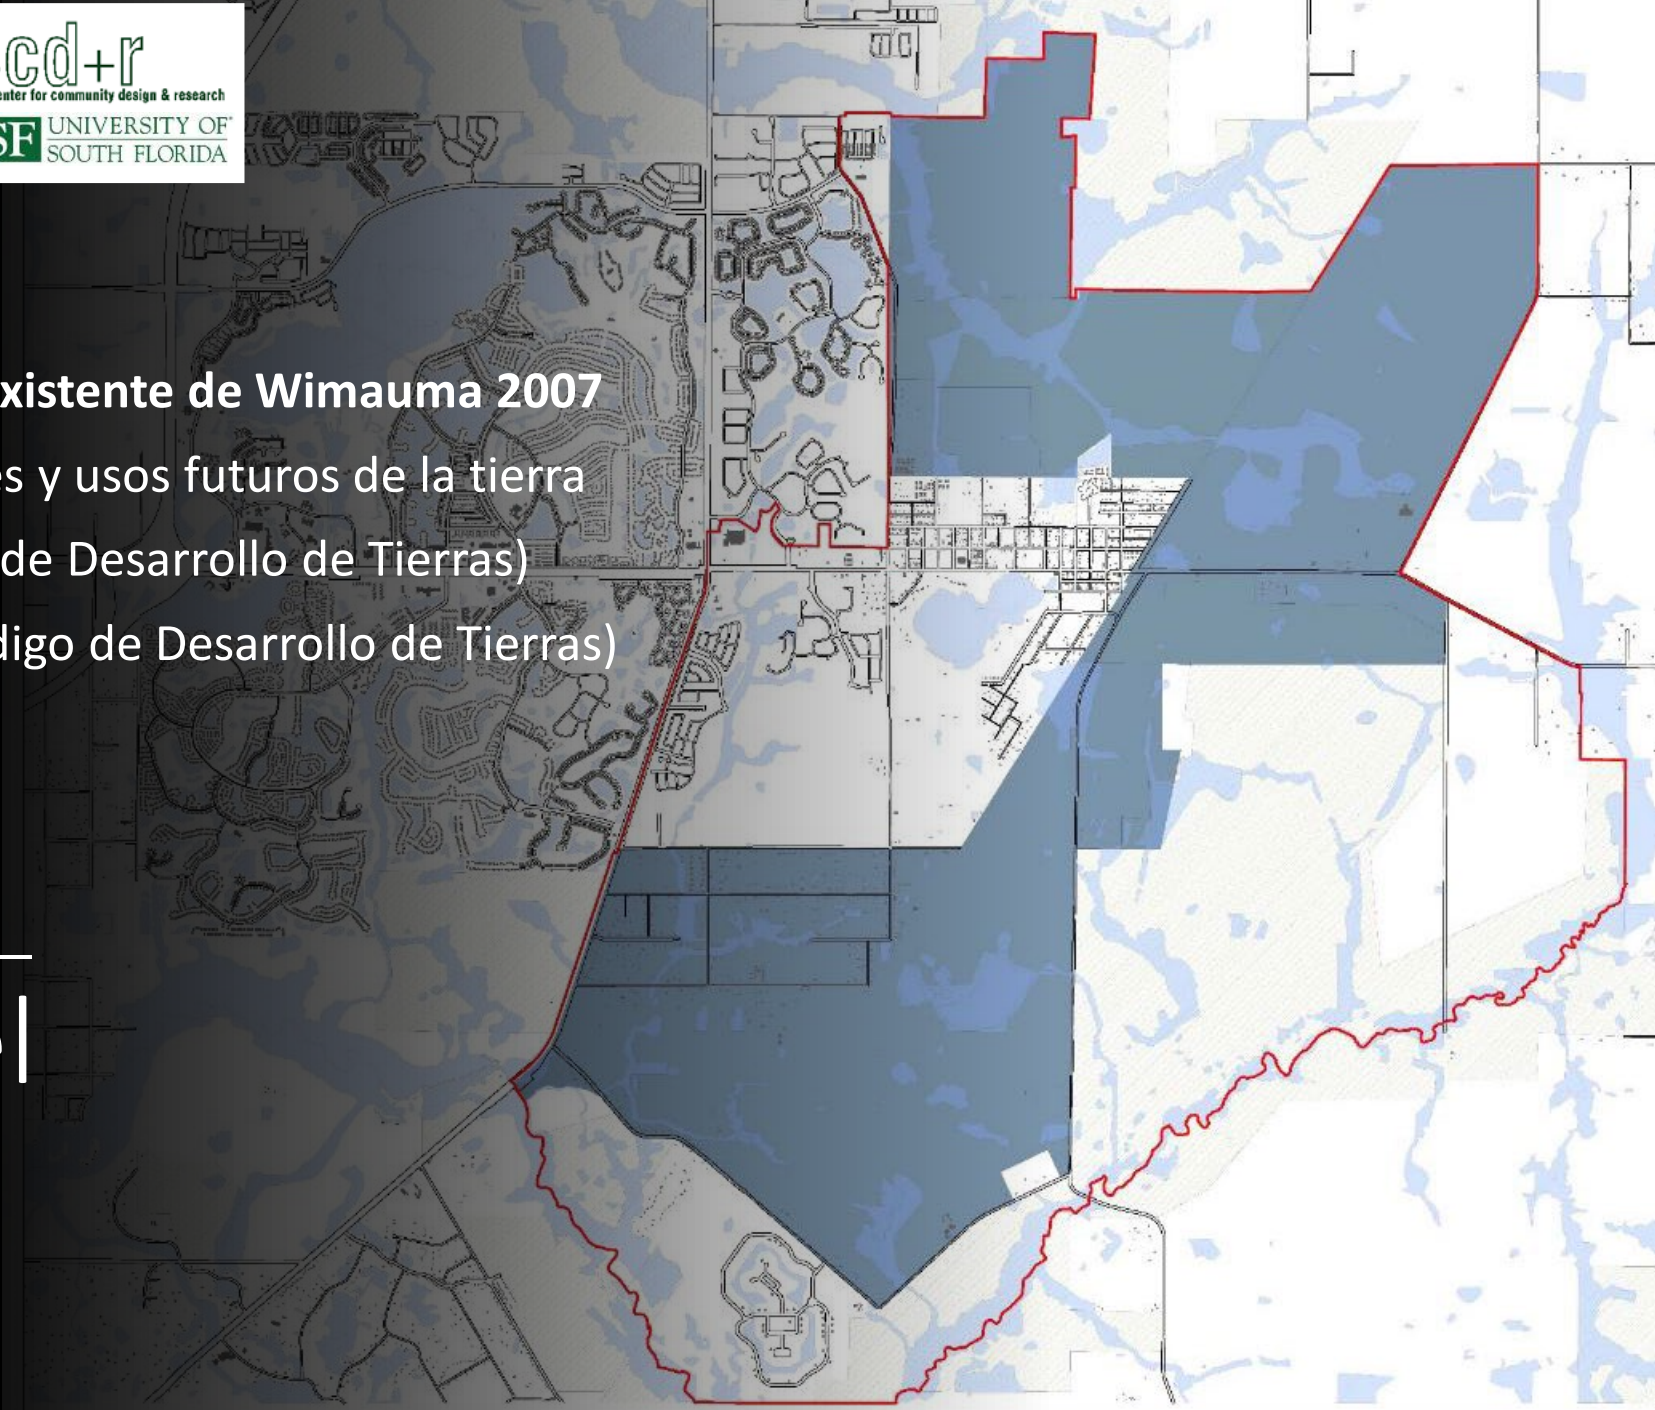 cd+r
enter for community design & research
SF UNIVERSITY OF
SOUTH FLORIDA
xistente de Wimauma 2007
es y usos futuros de la tierra
de Desarrollo de Tierras)
digo de Desarrollo de Tierras)